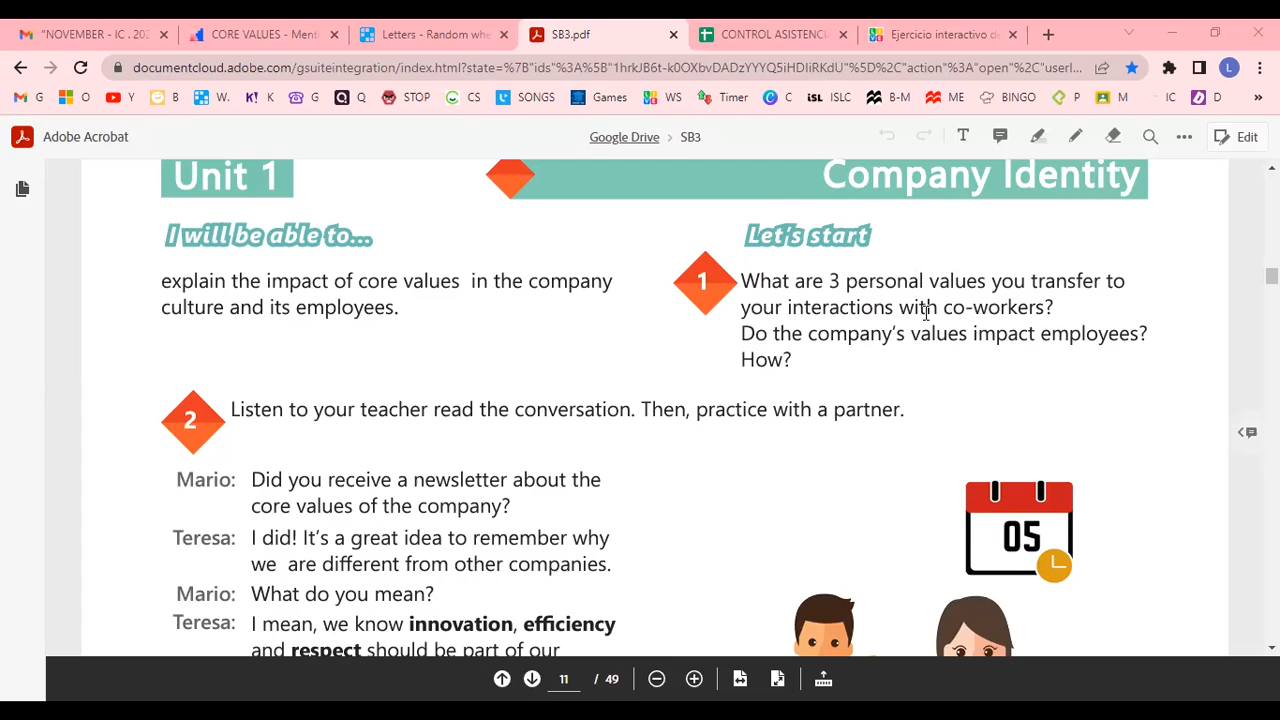 "NOVEMBER - IC . 202
CORE VALUES - Menti
Letters - Random whe
SB3.pdf
CONTROL ASISTENCI
Ejercicio interactivo de
documentcloud.adobe.com/gsuiteintegration/index.html?state=%7B"ids"%3A%5B"1hrkJB6t-k0OXbvDADzYYYQ5iHDIiRKdU"%5D%2C"action"%3A"open"%2C"userI...
G O Y B W. K! K G Q STOP CS SONGS Games WS Timer C ISLC B-M ME BINGO P M IC D »
Adobe Acrobat
Google Drive > SB3
Edit
Unit 1
Company Identity
I will be able to...
Let's start
explain the impact of core values in the company
culture and its employees.
1
What are 3 personal values you transfer to
your interactions with co-workers?
Do the company's values impact employees?
How?
2
Listen to your teacher read the conversation. Then, practice with a partner.
Mario: Did you receive a newsletter about the
core values of the company?
Teresa: I did! It's a great idea to remember why
we are different from other companies.
Mario: What do you mean?
Teresa: I mean, we know innovation, efficiency
and respect should be part of our
05
11 / 49